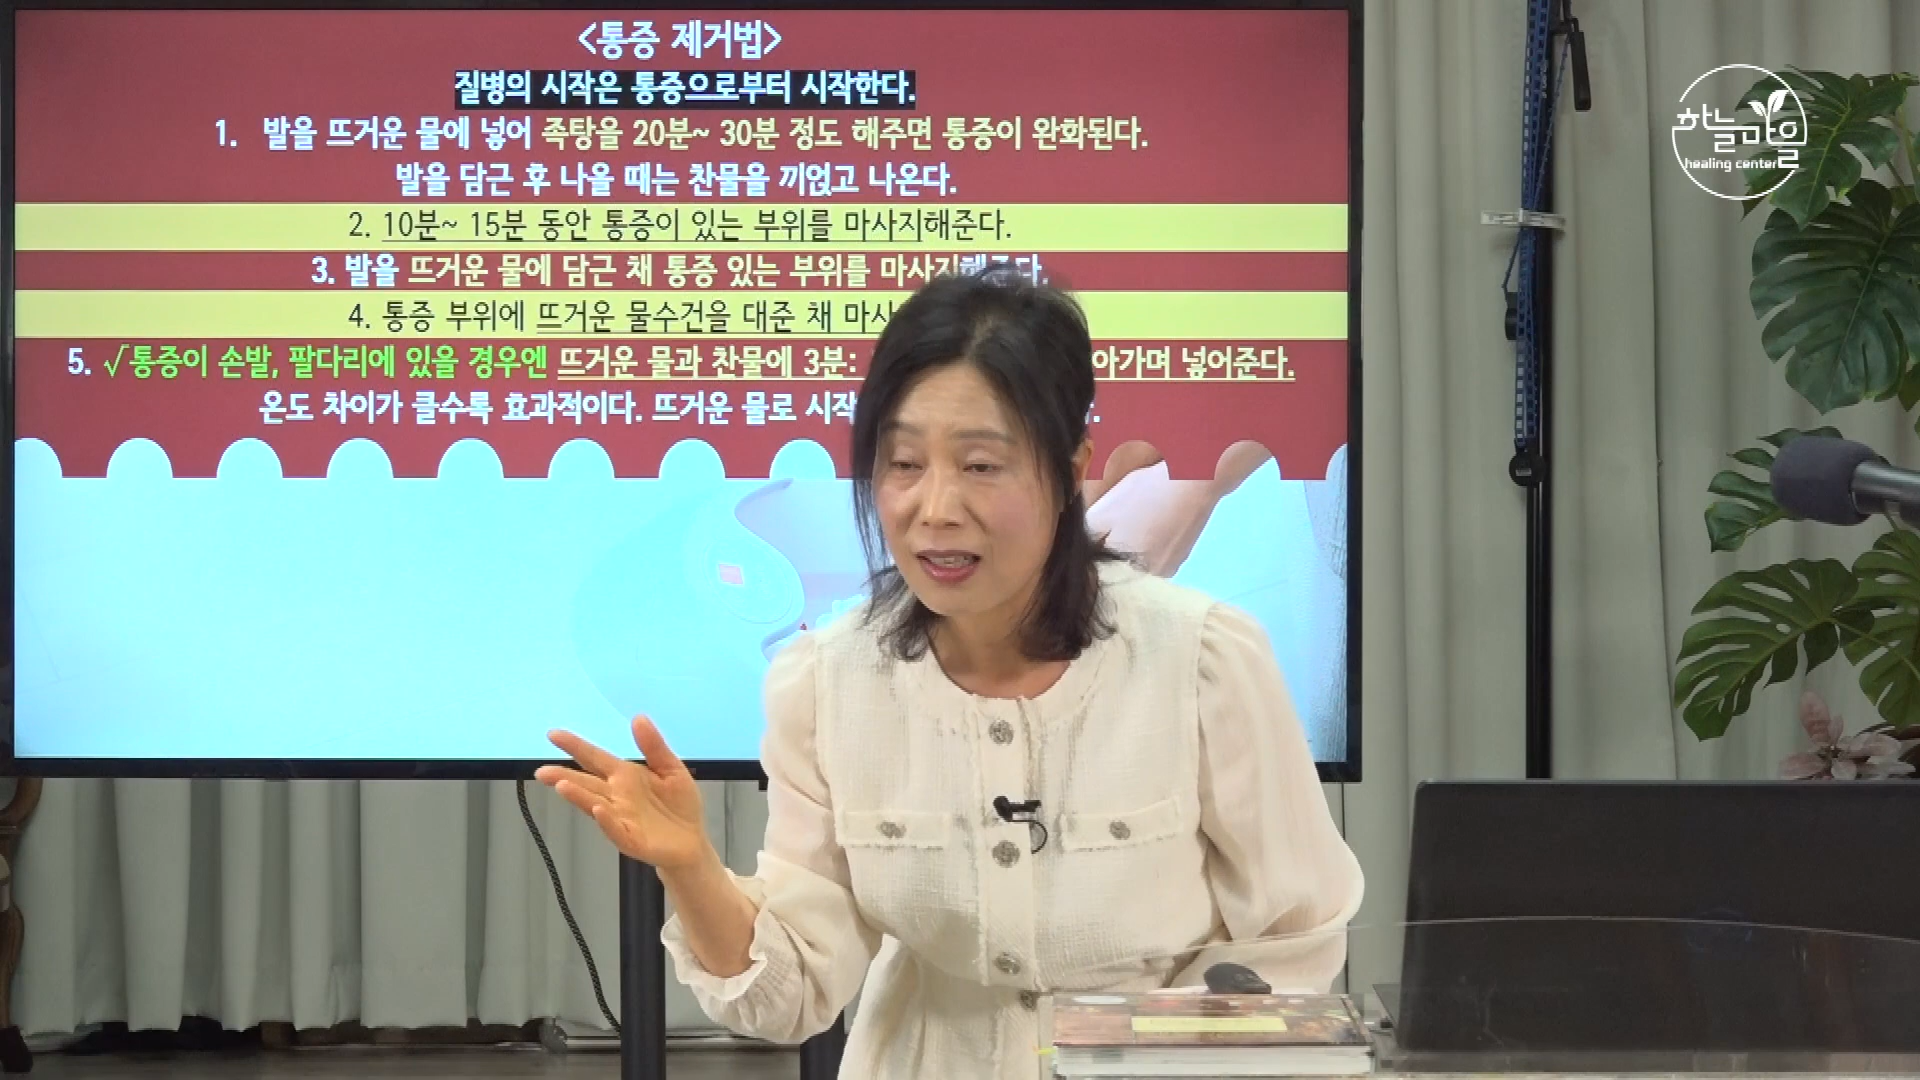 <통증 제거법>
질병의 시작은 통증으로부터 시작한다.
1. 발을 뜨거운 물에 넣어 족탕을 20분~ 30분 정도 해주면 통증이 완화된다.
발을 담근 후 나올 때는 찬물을 끼얹고 나온다.
2. 10분~ 15분 동안 통증이 있는 부위를 마사지해준다.
3. 발을 뜨거운 물에 담근 채 통증 있는 부위를 마사지해준다.
4. 통증 부위에 뜨거운 물수건을 대준 채 마사
5. √통증이 손발, 팔다리에 있을 경우엔 뜨거운 물과 찬물에 3분: 아가며 넣어준다.
온도 차이가 클수록 효과적이다. 뜨거운 물로 시작
하늘마을
healing center